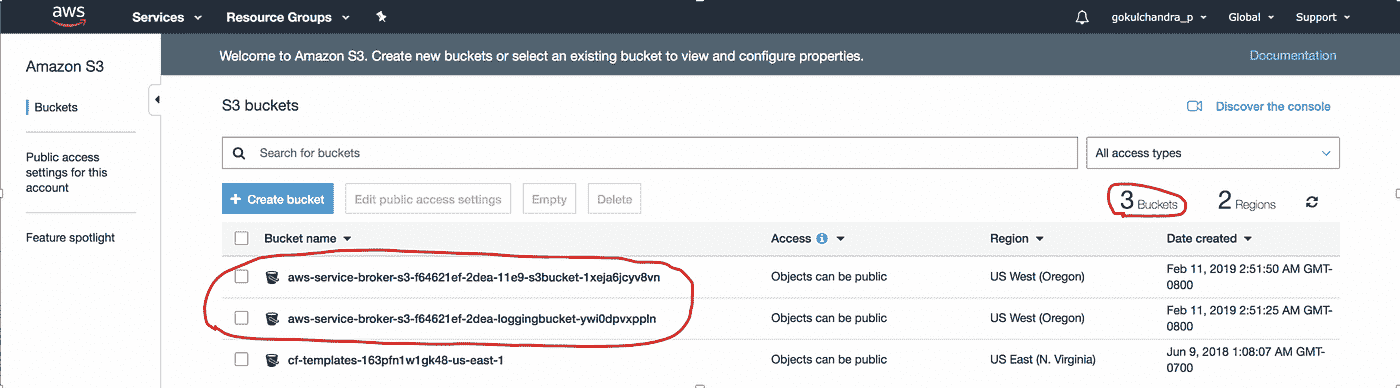 aws Services Resource Groups gokulchandra_p Global Support
Amazon S3
Welcome to Amazon S3. Create new buckets or select an existing bucket to view and configure properties. Documentation
Buckets
Public access
settings for this
account
Feature spotlight
S3 buckets Discover the console
Search for buckets All access types
+ Create bucket Edit public access settings Empty Delete 3 Buckets 2 Regions
Bucket name Access Region Date created
aws-service-broker-s3-f64621ef-2dea-11e9-s3bucket-1xeja6jcyv8vn Objects can be public US West (Oregon) Feb 11, 2019 2:51:50 AM GMT-
0800
aws-service-broker-s3-f64621ef-2dea-loggingbucket-ywi0dpvxppln Objects can be public US West (Oregon) Feb 11, 2019 2:51:25 AM GMT-
0800
cf-templates-163pfn1w1gk48-us-east-1 Objects can be public US East (N. Virginia) Jun 9, 2018 1:08:07 AM GMT-
0700